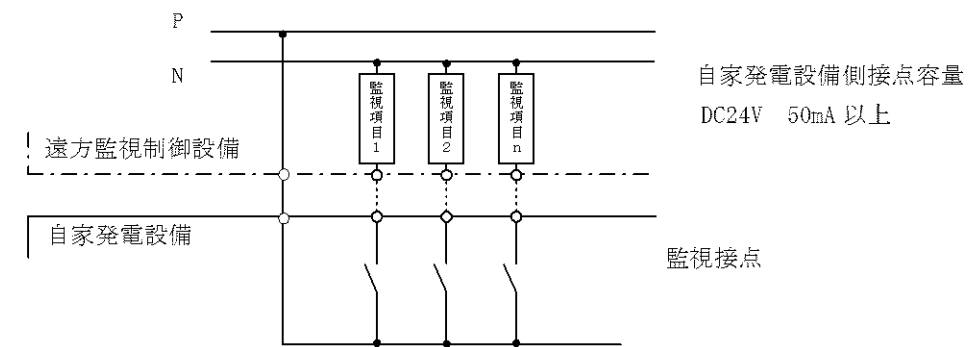 P
N
自家発電設備側接点容量
DC24V 50mA 以上
監視項目1
監視項目2
監視項目n
遠方監視制御設備
自家発電設備
監視接点